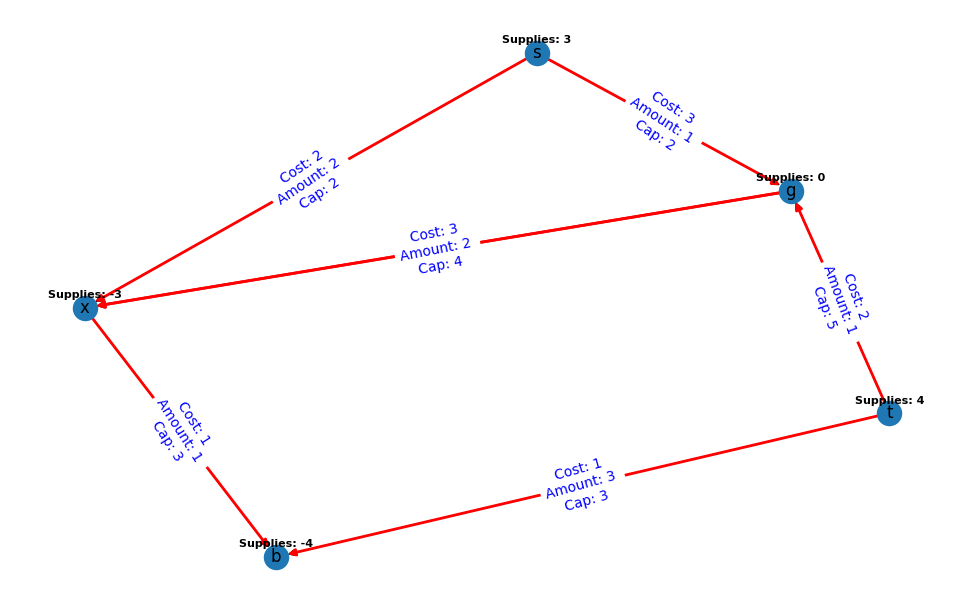 Supplies: 3
s
Cost: 3
Amount: 1
Cap: 2
Cost: 2
Amount: 2
Cap: 2
Supplies: 0
g
Cost: 3
Amount: 2
Cap: 4
Supplies: -3
x
Cost: 2
Amount: 1
Cap: 5
Supplies: 4
t
Cost: 1
Amount: 1
Cap: 3
Cost: 1
Amount: 3
Cap: 3
Supplies: -4
b